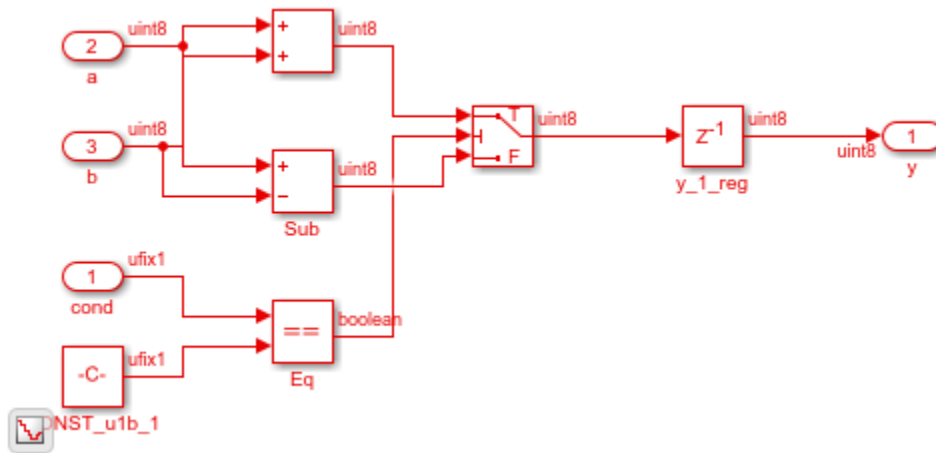 2
uint8
a
+
+
uint8
3
uint8
b
+
−
uint8
Sub
T
F
uint8
Z-1
uint8
y_1_reg
uint8
1
y
1
ufix1
cond
-C-
ufix1
DNST_u1b_1
==
boolean
Eq